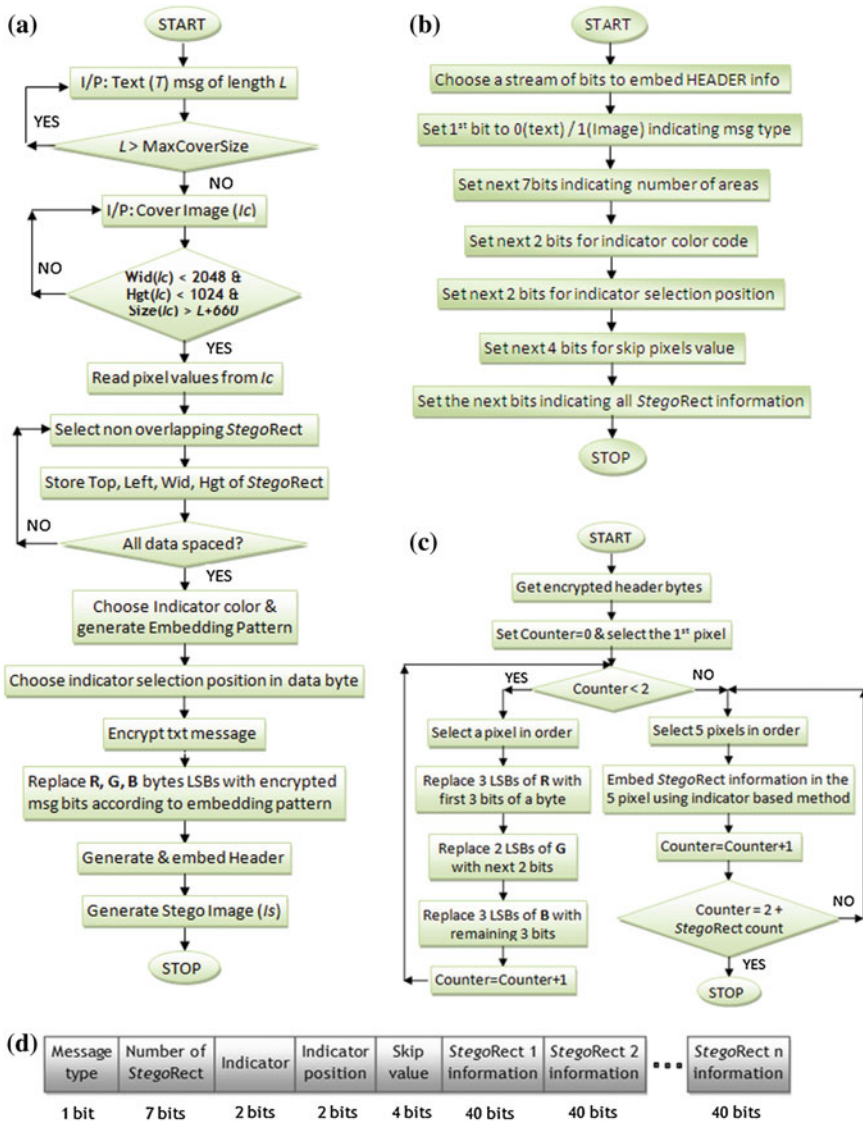 (a)
START
I/P: Text (T) msg of length L
YES
L > MaxCoverSize
NO
I/P: Cover Image (Ic)
NO
Wid(Ic) < 2048 &
Hgt(Ic) < 1024 &
Size(Ic) > L+660
YES
Read pixel values from Ic
Select non overlapping StegoRect
Store Top, Left, Wid, Hgt of StegoRect
NO
All data spaced?
YES
Choose Indicator color &
generate Embedding Pattern
Choose indicator selection position in data byte
Encrypt txt message
Replace R, G, B bytes LSBs with encrypted
msg bits according to embedding pattern
Generate & embed Header
Generate Stego Image (Is)
STOP
(b)
START
Choose a stream of bits to embed HEADER info
Set 1st bit to 0(text) /1(Image) indicating msg type
Set next 7bits indicating number of areas
Set next 2 bits for indicator color code
Set next 2 bits for indicator selection position
Set next 4 bits for skip pixels value
Set the next bits indicating all StegoRect information
STOP
(c)
START
Get encrypted header bytes
Set Counter=0 & select the 1st pixel
YES
Counter < 2
NO
Select a pixel in order
Replace 3 LSBs of R with
first 3 bits of a byte
Replace 2 LSBs of G
with next 2 bits
Replace 3 LSBs of B with
remaining 3 bits
Counter=Counter+1
Select 5 pixels in order
Embed StegoRect information in the
5 pixel using indicator based method
Counter=Counter+1
NO
Counter = 2 +
StegoRect count
YES
STOP
(d)
Message type
Number of StegoRect
Indicator
Indicator position
Skip value
StegoRect 1 information
StegoRect 2 information
...
StegoRect n information
1 bit
7 bits
2 bits
2 bits
4 bits
40 bits
40 bits
40 bits